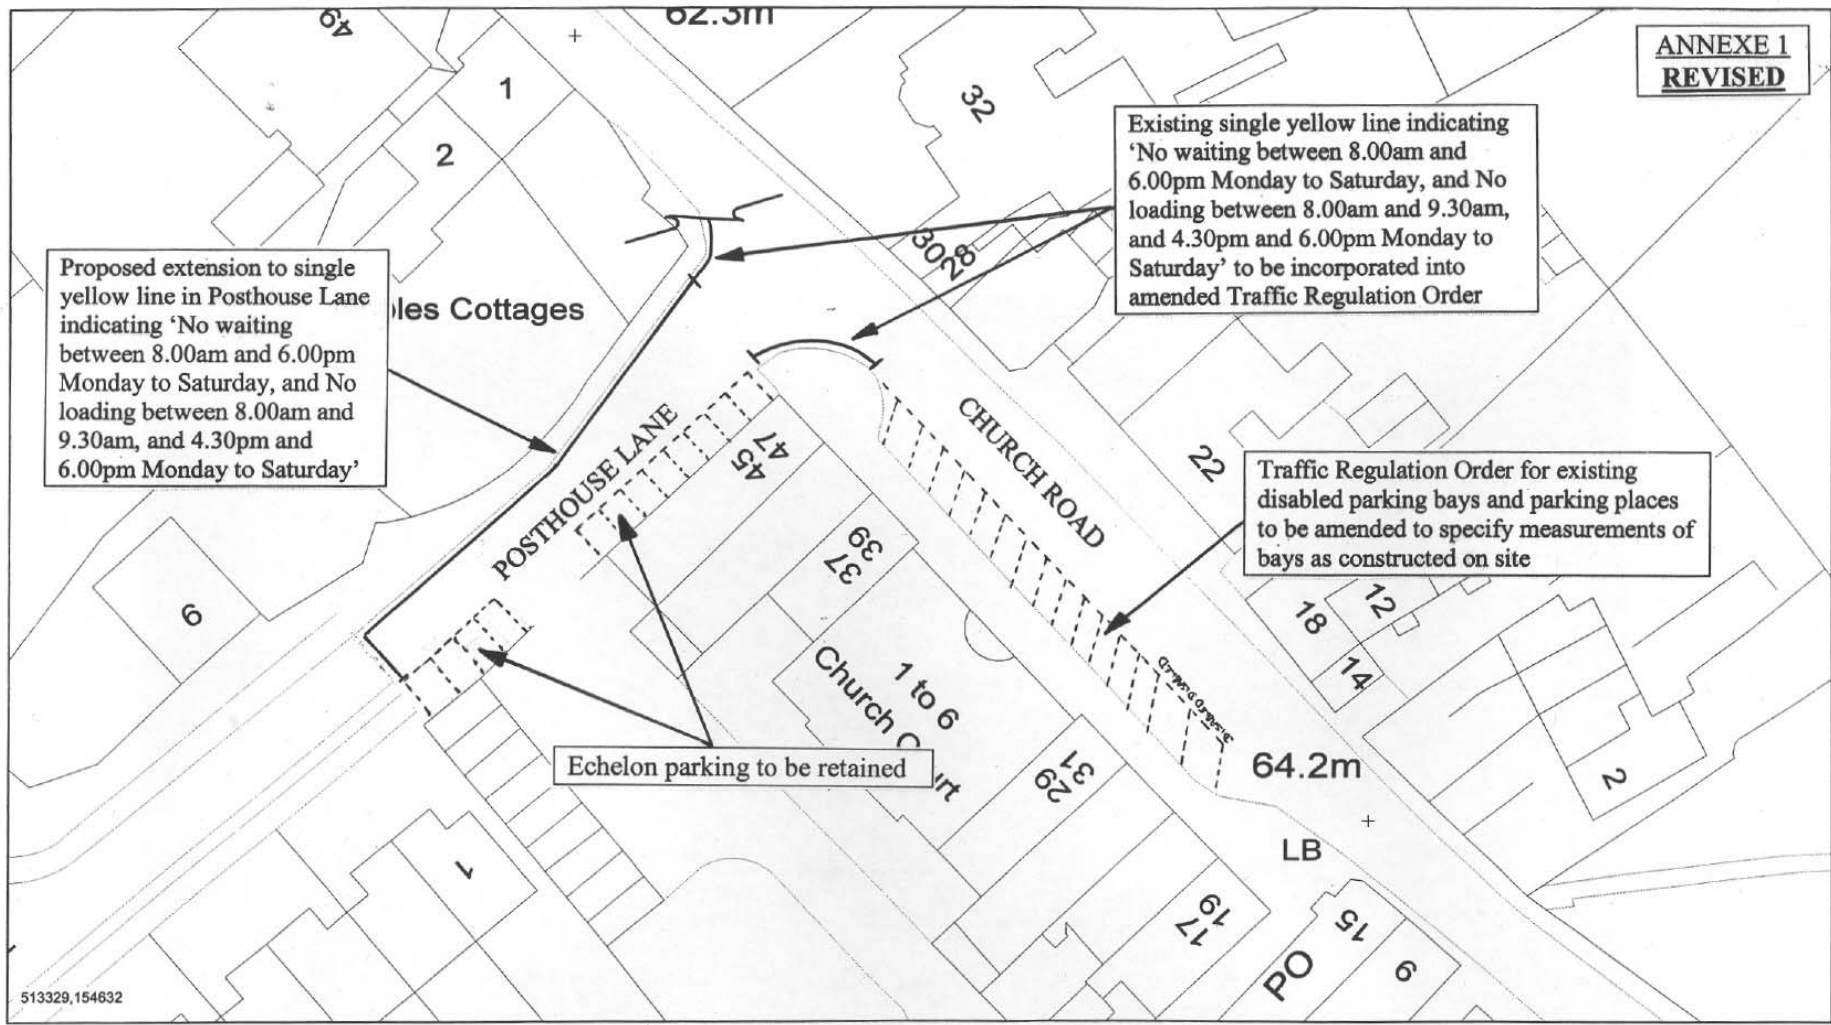 62.3m
49
ANNEXE 1
REVISED
1
2
32
Existing single yellow line indicating
‘No waiting between 8.00am and
6.00pm Monday to Saturday, and No
loading between 8.00am and 9.30am,
and 4.30pm and 6.00pm Monday to
Saturday’ to be incorporated into
amended Traffic Regulation Order
30
28
Proposed extension to single
yellow line in Posthouse Lane
indicating ‘No waiting
between 8.00am and 6.00pm
Monday to Saturday, and No
loading between 8.00am and
9.30am, and 4.30pm and
6.00pm Monday to Saturday’
Cottages
POSTHOUSE LANE
CHURCH ROAD
45
47
22
Traffic Regulation Order for existing
disabled parking bays and parking places
to be amended to specify measurements of
bays as constructed on site
37
39
6
18
12
14
1 to 6
Church
DISABLED
64.2m
2
Echelon parking to be retained
29
31
LB
1
17
19
PO
15
9
513329,154632